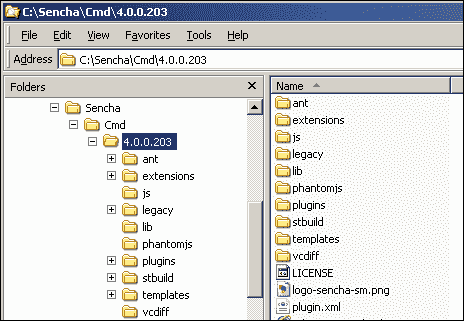 C:\Sencha\Cmd\4.0.0.203
File Edit View Favorites Tools Help
Address C:\Sencha\Cmd\4.0.0.203
Folders
Sencha
Cmd
4.0.0.203
ant
extensions
js
legacy
lib
phantomjs
plugins
stbuild
templates
vcdiff
Name
ant
extensions
js
legacy
lib
phantomjs
plugins
stbuild
templates
vcdiff
LICENSE
logo-sencha-sm.png
plugin.xml